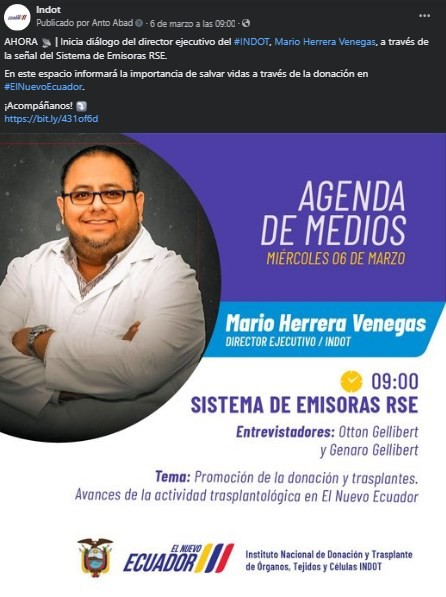 Indot
Publicado por Anto Abad · 6 de marzo a las 09:00 ·
AHORA 📡 | Inicia diálogo del director ejecutivo del #INDOT, Mario Herrera Venegas, a través de
la señal del Sistema de Emisoras RSE.
En este espacio informará la importancia de salvar vidas a través de la donación en
#ElNuevoEcuador.
¡Acompáñanos! ⤵️
https://bit.ly/431of6d
AGENDA
DE MEDIOS
MIÉRCOLES 06 DE MARZO
Mario Herrera Venegas
DIRECTOR EJECUTIVO / INDOT
09:00
SISTEMA DE EMISORAS RSE
Entrevistadores: Otton Gellibert
y Genaro Gellibert
Tema: Promoción de la donación y trasplantes.
Avances de la actividad trasplantológica en El Nuevo Ecuador
EL NUEVO
ECUADOR
Instituto Nacional de Donación y Trasplante
de Órganos, Tejidos y Células INDOT